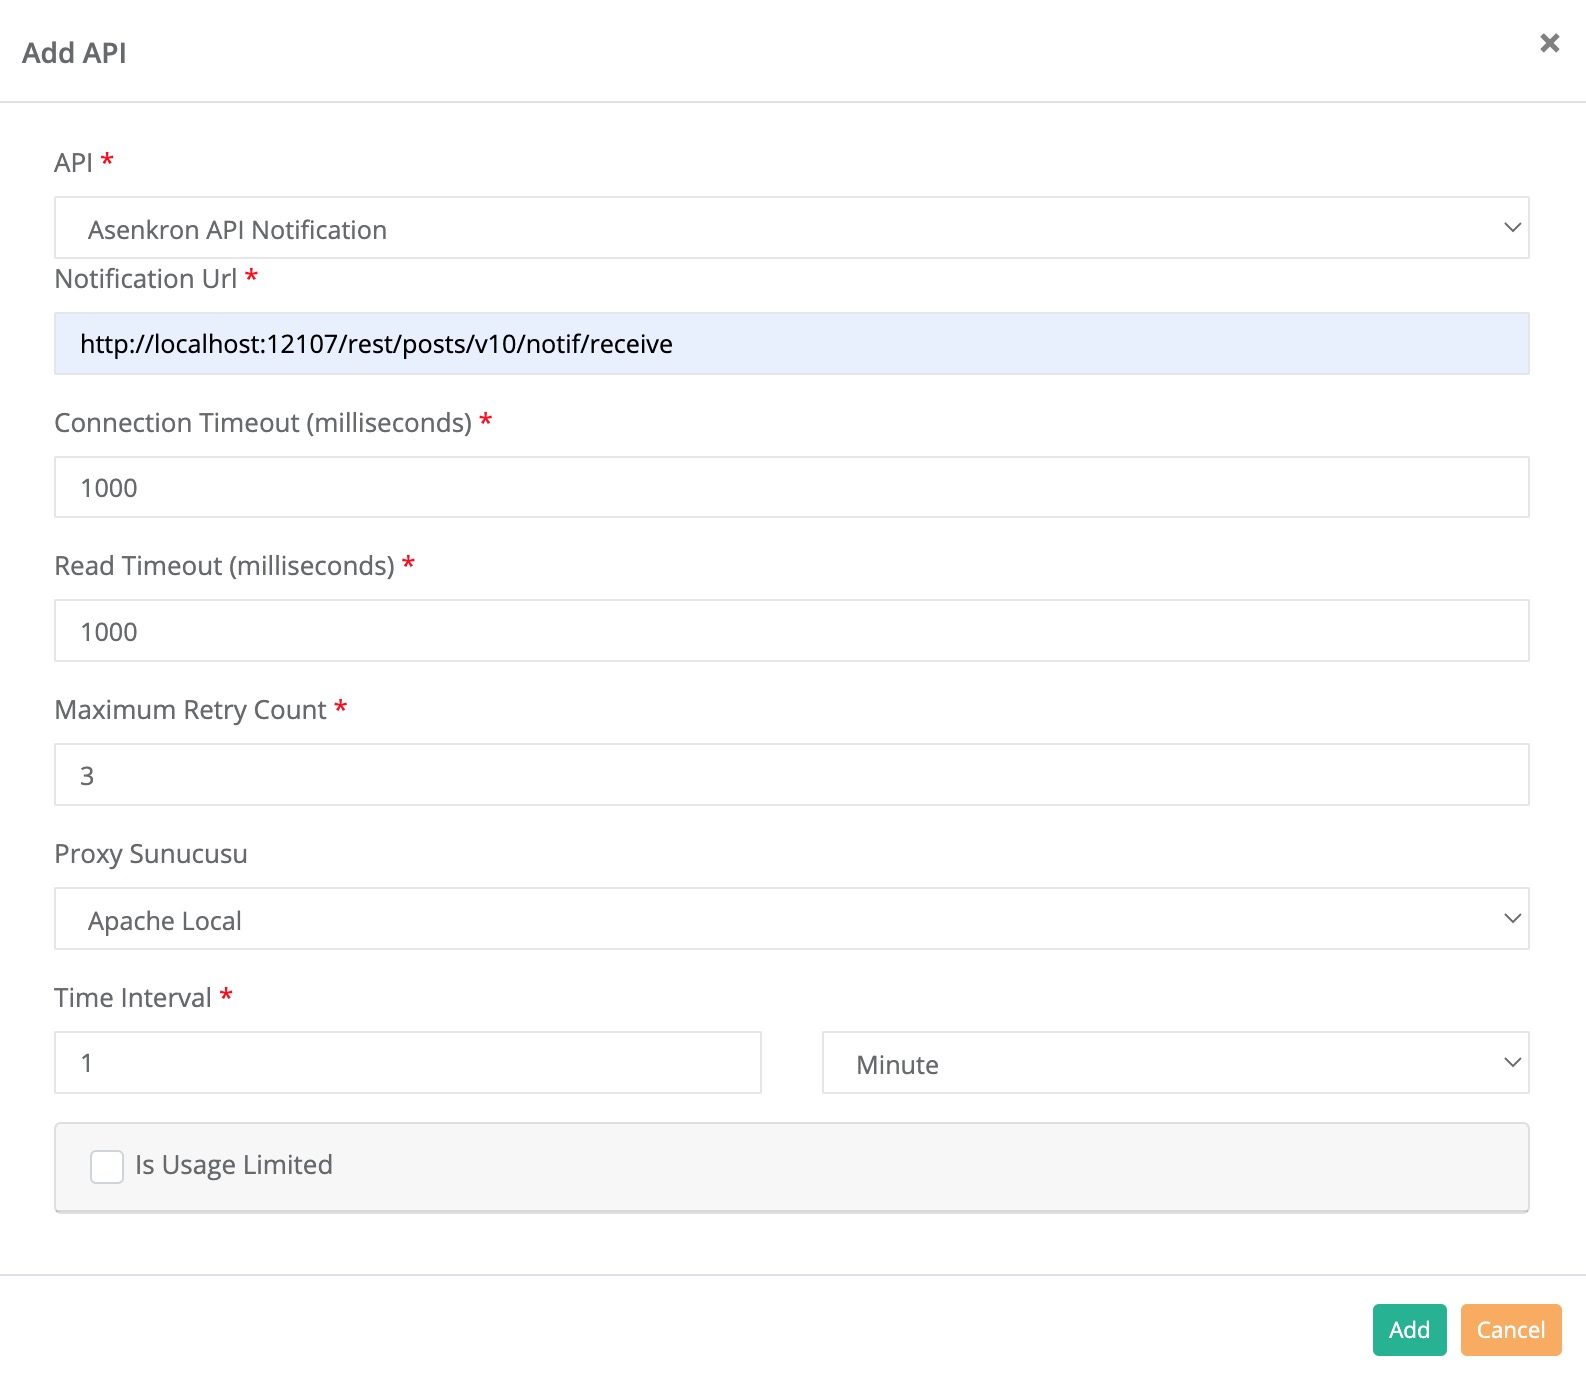 Add API
API *
Asenkron API Notification
Notification Url *
http://localhost:12107/rest/posts/v10/notif/receive
Connection Timeout (milliseconds) *
1000
Read Timeout (milliseconds) *
1000
Maximum Retry Count *
3
Proxy Sunucusu
Apache Local
Time Interval *
1 Minute
Is Usage Limited
Add Cancel